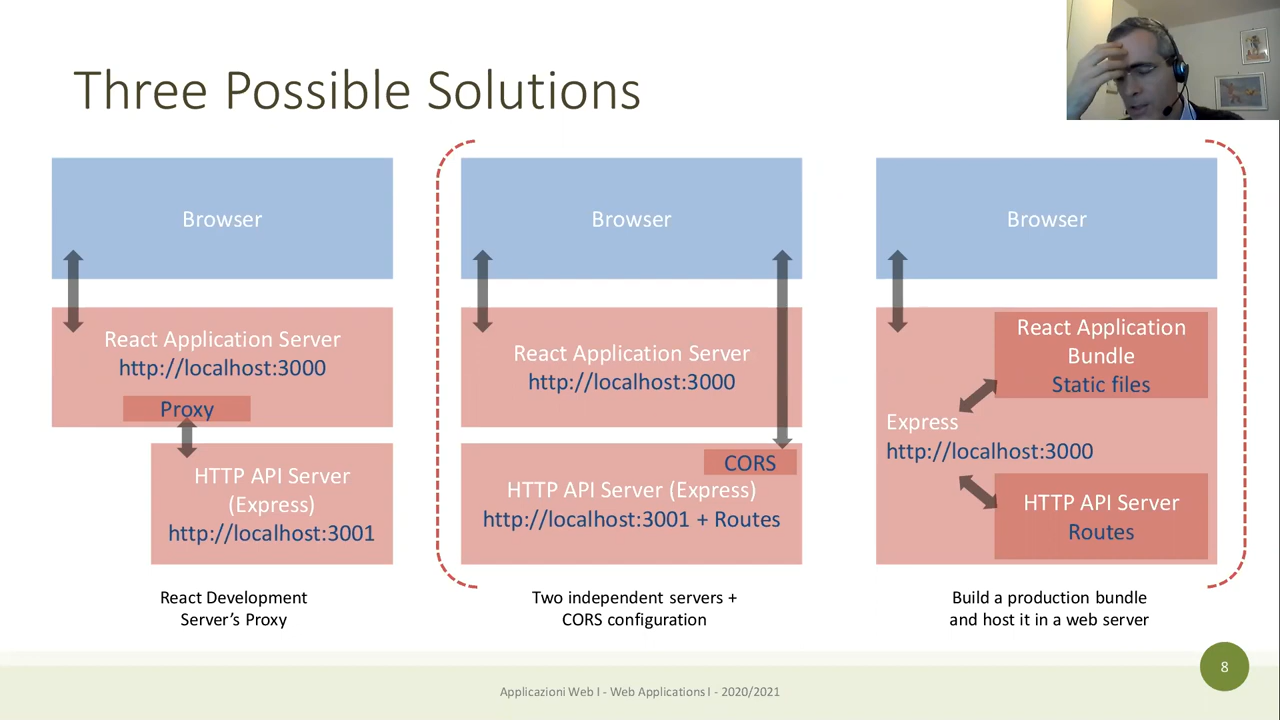 Three Possible Solutions
Browser
React Application Server
http://localhost:3000
Proxy
HTTP API Server
(Express)
http://localhost:3001
React Development
Server's Proxy
Browser
React Application Server
http://localhost:3000
CORS
HTTP API Server (Express)
http://localhost:3001 + Routes
Two independent servers +
CORS configuration
Browser
React Application
Bundle
Static files
Express
http://localhost:3000
HTTP API Server
Routes
Build a production bundle
and host it in a web server
Applicazioni Web I - Web Applications I - 2020/2021
8